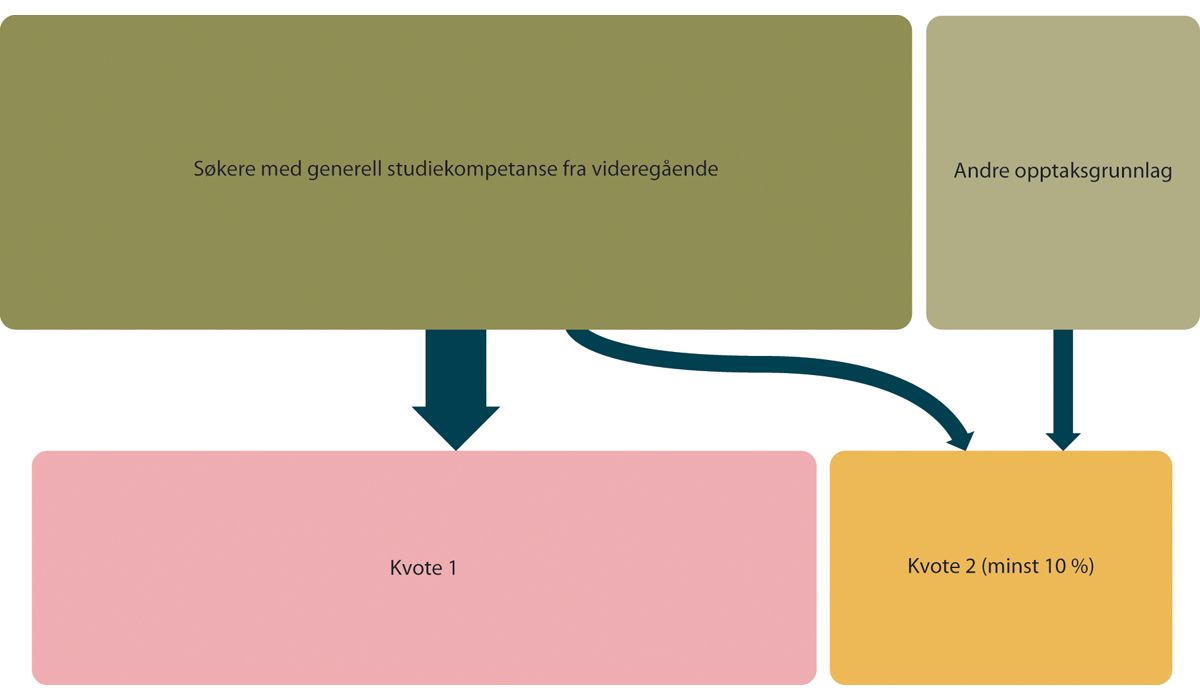 Søkere med generell studiekompetanse fra videregående
Andre opptaksgrunnlag
Kvote 1
Kvote 2 (minst 10 %)